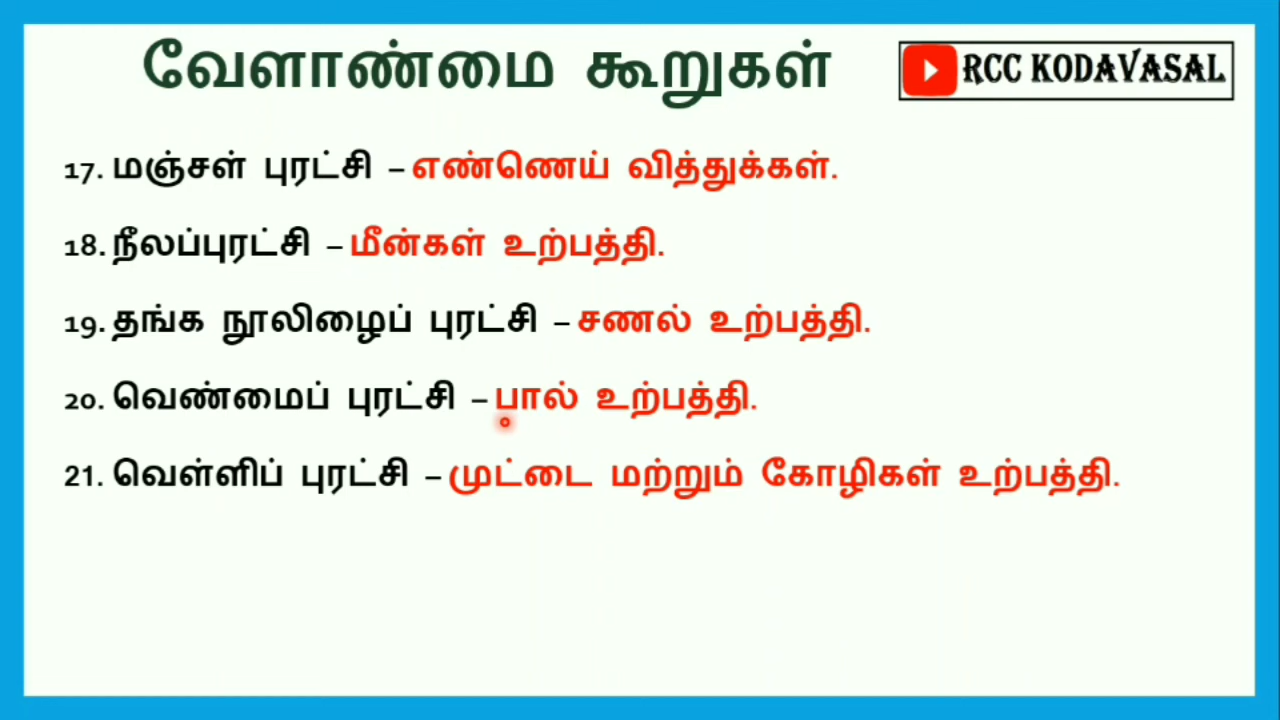 வேளாண்மை கூறுகள்
RCC KODAVASAL
17. மஞ்சள் புரட்சி – எண்ணெய் வித்துக்கள்.
18. நீலப்புரட்சி – மீன்கள் உற்பத்தி.
19. தங்க நூலிழைப் புரட்சி – சணல் உற்பத்தி.
20. வெண்மைப் புரட்சி – பால் உற்பத்தி.
21. வெள்ளிப் புரட்சி – முட்டை மற்றும் கோழிகள் உற்பத்தி.